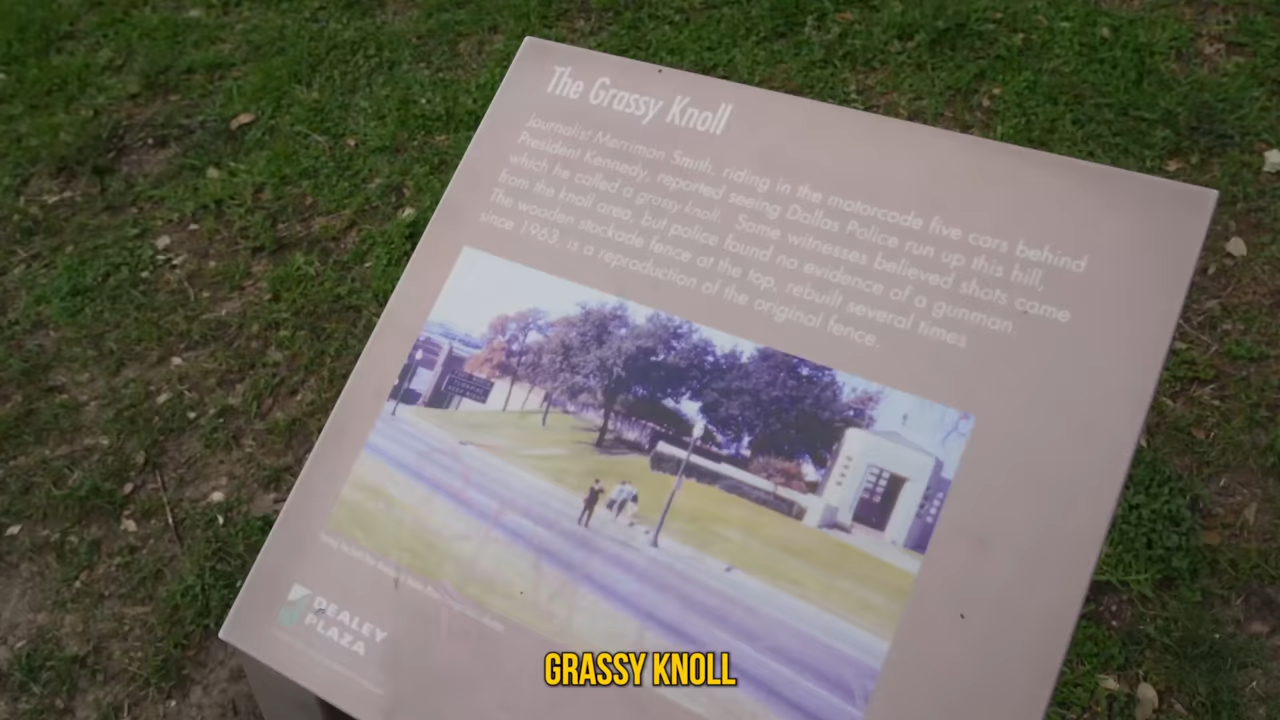 The Grassy Knoll
Journalist Merriman Smith, riding in the motorcade five cars behind
President Kennedy, reported seeing Dallas Police run up this hill,
which he called a grassy knoll. Some witnesses believed shots came
from the knoll area, but police found no evidence of a gunman.
The wooden stockade fence at the top, rebuilt several times
since 1963, is a reproduction of the original fence.
DEALEY
PLAZA
GRASSY KNOLL